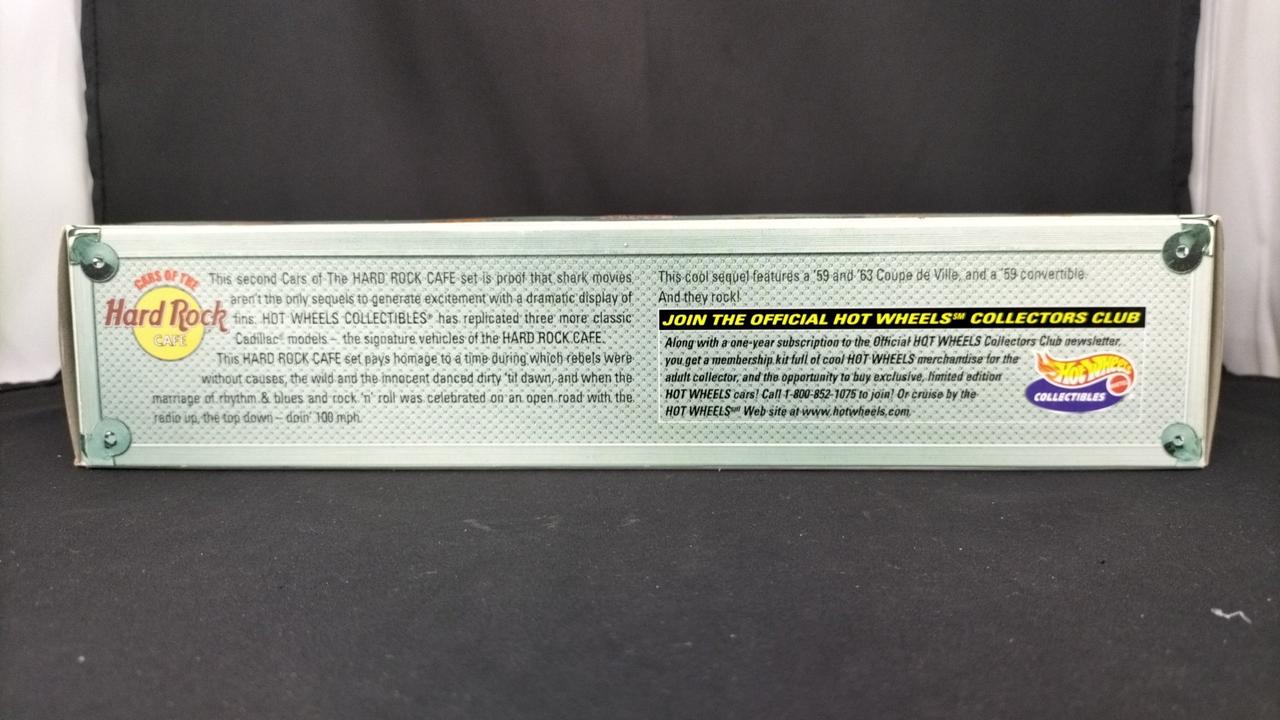 CARS OF THE
Hard Rock
CAFE
This second Cars of The HARD ROCK CAFE set is proof that shark movies
aren't the only sequels to generate excitement with a dramatic display of
fins. HOT WHEELS COLLECTIBLES® has replicated three more classic
Cadillac® models – the signature vehicles of the HARD ROCK CAFE.
This HARD ROCK CAFE set pays homage to a time during which rebels were
without causes, the wild and the innocent danced dirty 'til dawn, and when the
marriage of rhythm & blues and rock 'n' roll was celebrated on an open road with the
radio up, the top down – doin' 100 mph.
This cool sequel features a '59 and '63 Coupe de Ville, and a '59 convertible.
And they rock!
JOIN THE OFFICIAL HOT WHEELS℠ COLLECTORS CLUB
Along with a one-year subscription to the Official HOT WHEELS Collectors Club newsletter,
you get a membership kit full of cool HOT WHEELS merchandise for the
adult collector, and the opportunity to buy exclusive, limited edition
HOT WHEELS cars! Call 1-800-852-1075 to join! Or cruise by the
HOT WHEELS℠ Web site at www.hotwheels.com.
Hot Wheels
COLLECTIBLES